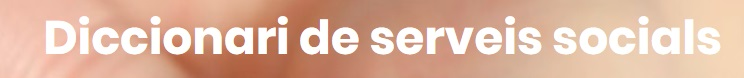 Diccionari de serveis socials